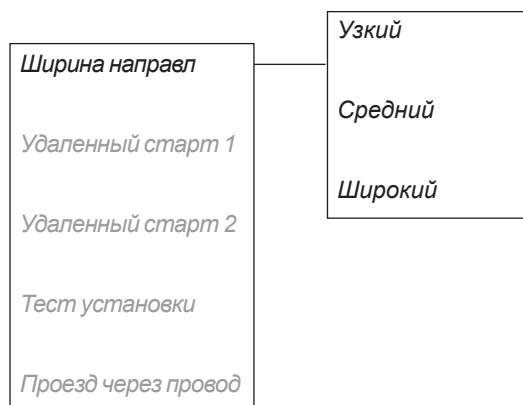 Ширина направл
Удаленный старт 1
Удаленный старт 2
Тест установки
Проезд через провод
Узкий
Средний
Широкий